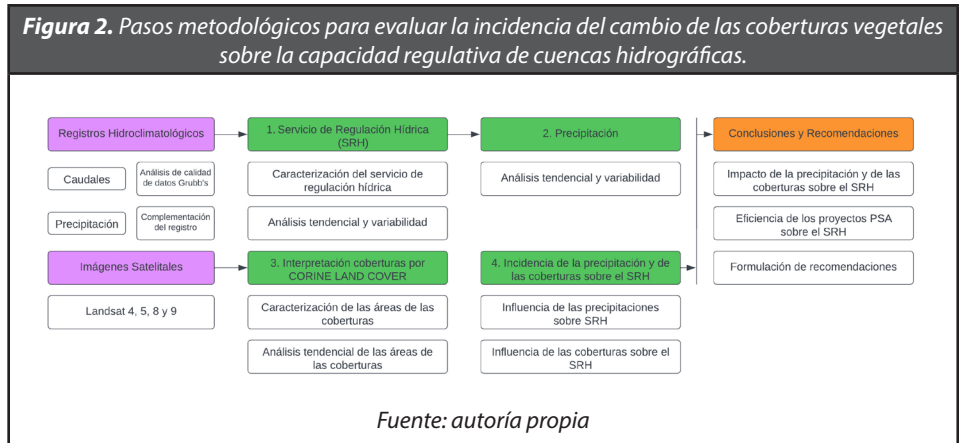 Figura 2. Pasos metodológicos para evaluar la incidencia del cambio de las coberturas vegetales
sobre la capacidad regulativa de cuencas hidrográficas.
Registros Hidroclimatológicos
Caudales
Análisis de calidad
de datos Grubb's
Precipitación
Complementación
del registro
Imágenes Satelitales
Landsat 4, 5, 8 y 9
1. Servicio de Regulación Hídrica
(SRH)
Caracterización del servicio de
regulación hídrica
Análisis tendencial y variabilidad
3. Interpretación coberturas por
CORINE LAND COVER
Caracterización de las áreas de las
coberturas
Análisis tendencial de las áreas de
las coberturas
2. Precipitación
Análisis tendencial y variabilidad
4. Incidencia de la precipitación y de
las coberturas sobre el SRH
Influencia de las precipitaciones
sobre SRH
Influencia de las coberturas sobre el
SRH
Conclusiones y Recomendaciones
Impacto de la precipitación y de las
coberturas sobre el SRH
Eficiencia de los proyectos PSA
sobre el SRH
Formulación de recomendaciones
Fuente: autoría propia